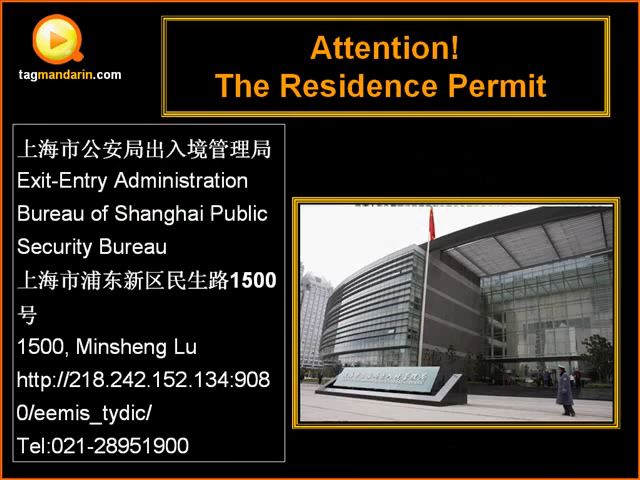 tagmandarin.com
Attention!
The Residence Permit
上海市公安局出入境管理局
Exit-Entry Administration
Bureau of Shanghai Public
Security Bureau
上海市浦东新区民生路1500
号
1500, Minsheng Lu
http://218.242.152.134:908
0/eemis_tydic/
Tel:021-28951900